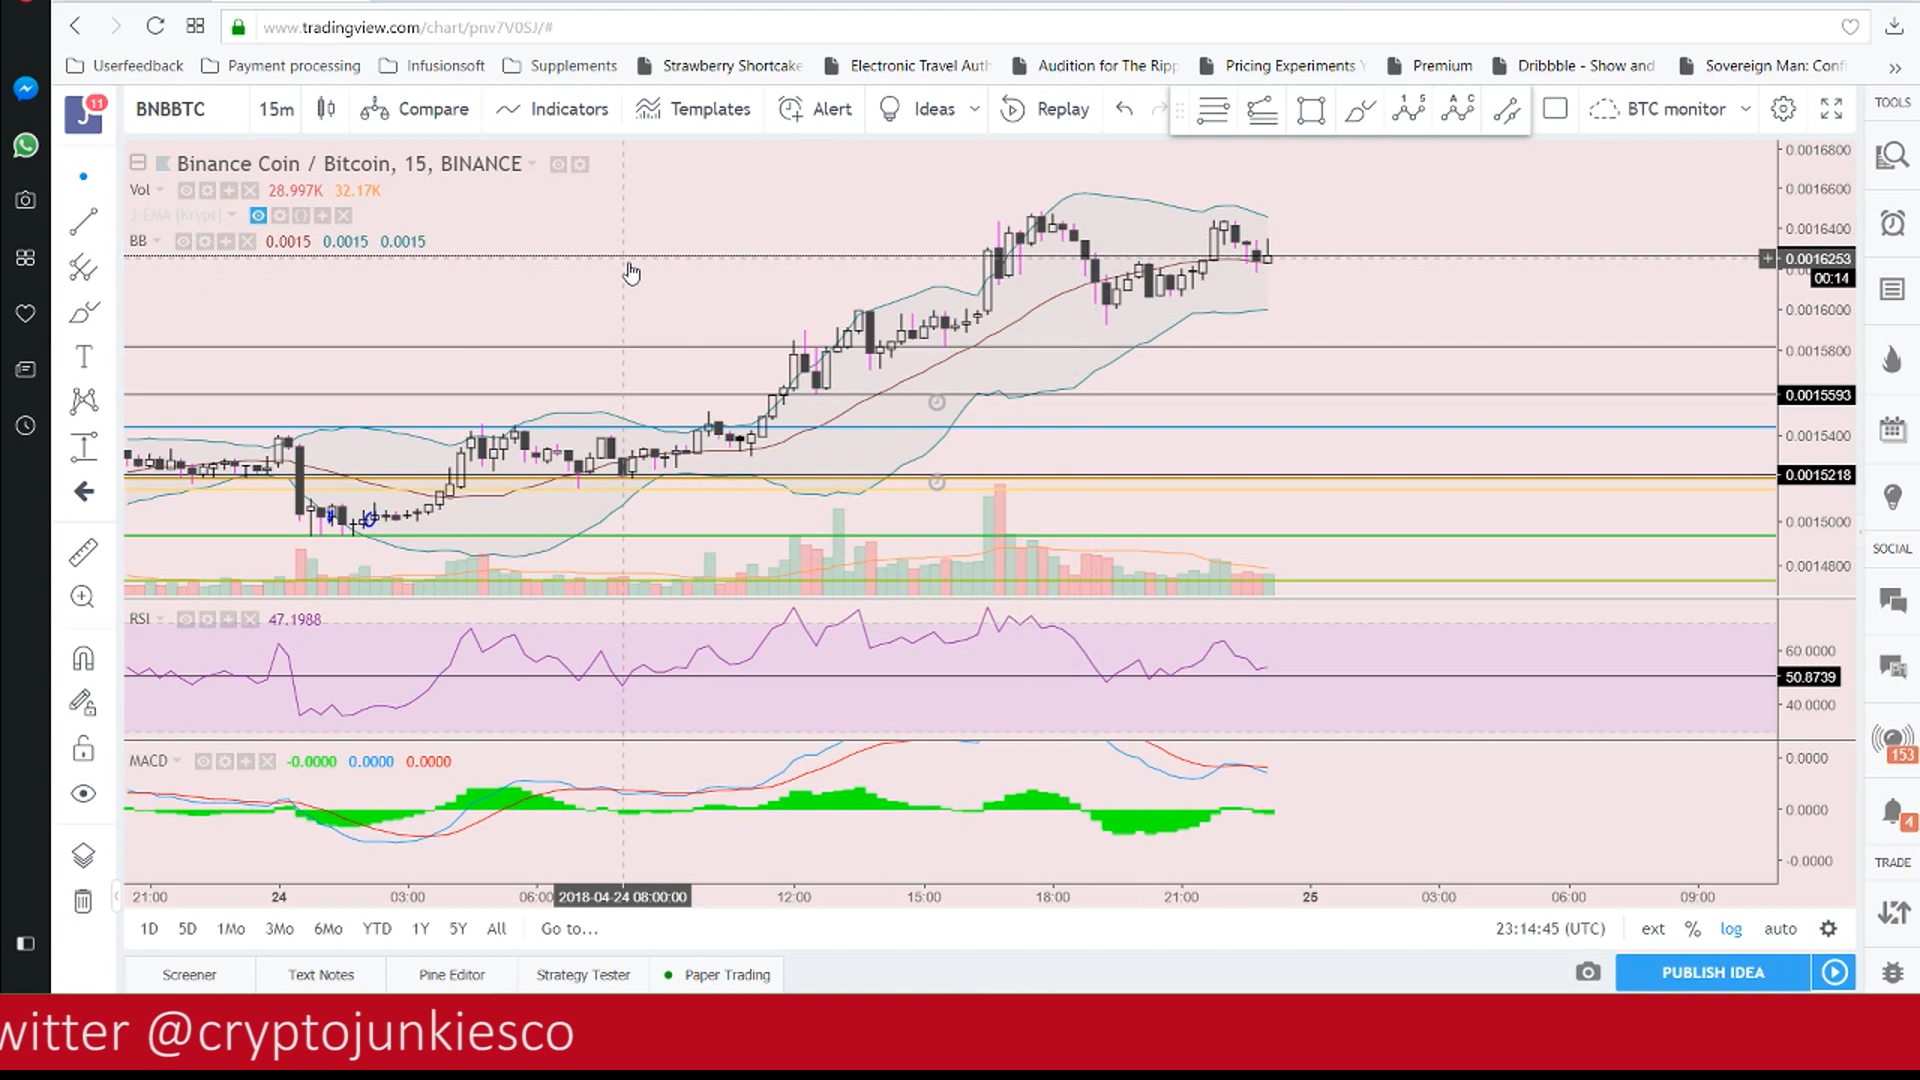 www.tradingview.com/chart/pnv7V0SJ/#
Userfeedback Payment processing Infusionsoft Supplements Strawberry Shortcake Electronic Travel Auth Audition for The Ripp Pricing Experiments Premium Dribbble - Show and Sovereign Man: Confi
11 BNBBTC 15m Compare Indicators Templates Alert Ideas Replay BTC monitor TOOLS
Binance Coin / Bitcoin, 15, BINANCE
Vol 28.997K 32.17K
3-EMA [Krypt]
BB 0.0015 0.0015 0.0015
0.0016800
0.0016600
0.0016400
0.0016253
00:14
0.0016000
0.0015800
0.0015593
0.0015400
0.0015218
0.0015000
0.0014800
SOCIAL
RSI 47.1988
60.0000
50.8739
40.0000
MACD -0.0000 0.0000 0.0000
0.0000
0.0000
-0.0000
153
4
TRADE
21:00 24 03:00 06:00 2018-04-24 08:00:00 12:00 15:00 18:00 21:00 25 03:00 06:00 09:00
1D 5D 1Mo 3Mo 6Mo YTD 1Y 5Y All Go to... 23:14:45 (UTC) ext % log auto
Screener Text Notes Pine Editor Strategy Tester Paper Trading PUBLISH IDEA
witter @cryptojunkiesco